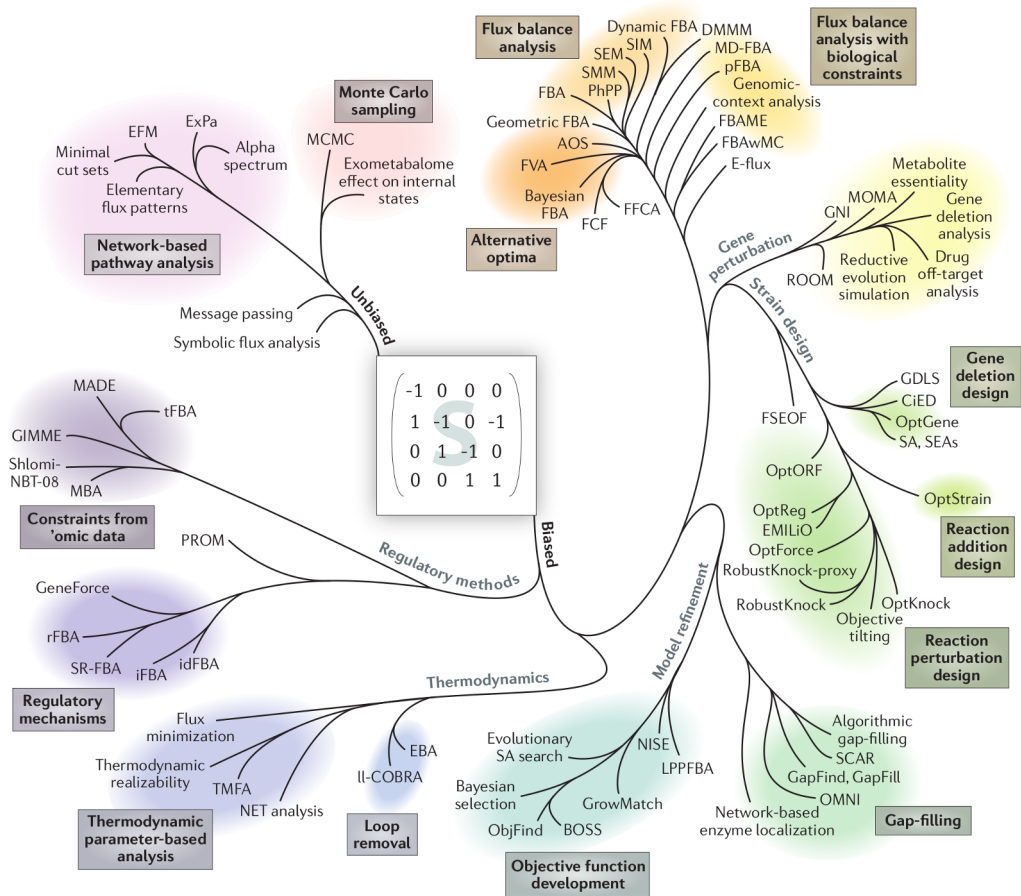 Flux balance
analysis
Dynamic FBA
DMMM
SIM
MD-FBA
SEM
pFBA
SMM
Genomic-
context analysis
PhPP
FBA
FBAME
Geometric FBA
FBAwMC
AOS
E-flux
FVA
Bayesian
FBA
FCF
FFCA
Alternative
optima
Flux balance
analysis with
biological
constraints
Monte Carlo
sampling
MCMC
Exometabalome
effect on internal
states
ExPa
EFM
Alpha
spectrum
Minimal
cut sets
Elementary
flux patterns
Network-based
pathway analysis
Message passing
Symbolic flux analysis
Unbiased
Gene
perturbation
Metabolite
essentiality
MOMA
GNI
Gene
deletion
analysis
ROOM
Reductive
evolution
simulation
Drug
off-target
analysis
Strain design
FSEOF
Gene
deletion
design
GDLS
CiED
OptGene
SA, SEAs
OptORF
OptStrain
Reaction
addition
design
OptReg
EMILiO
OptForce
RobustKnock-proxy
RobustKnock
OptKnock
Objective
tilting
Reaction
perturbation
design
S
-1 0 0 0
1 -1 0 -1
0 1 -1 0
0 0 1 1
Biased
MADE
tFBA
GIMME
Shlomi-
NBT-08
MBA
Constraints from
'omic data
Regulatory methods
PROM
GeneForce
rFBA
SR-FBA
iFBA
idFBA
Regulatory
mechanisms
Thermodynamics
Flux
minimization
Thermodynamic
realizability
TMFA
NET analysis
Thermodynamic
parameter-based
analysis
EBA
ll-COBRA
Loop
removal
Model refinement
Evolutionary
SA search
NISE
LPPFBA
Bayesian
selection
GrowMatch
ObjFind
BOSS
Objective function
development
Algorithmic
gap-filling
SCAR
GapFind, GapFill
OMNI
Network-based
enzyme localization
Gap-filling